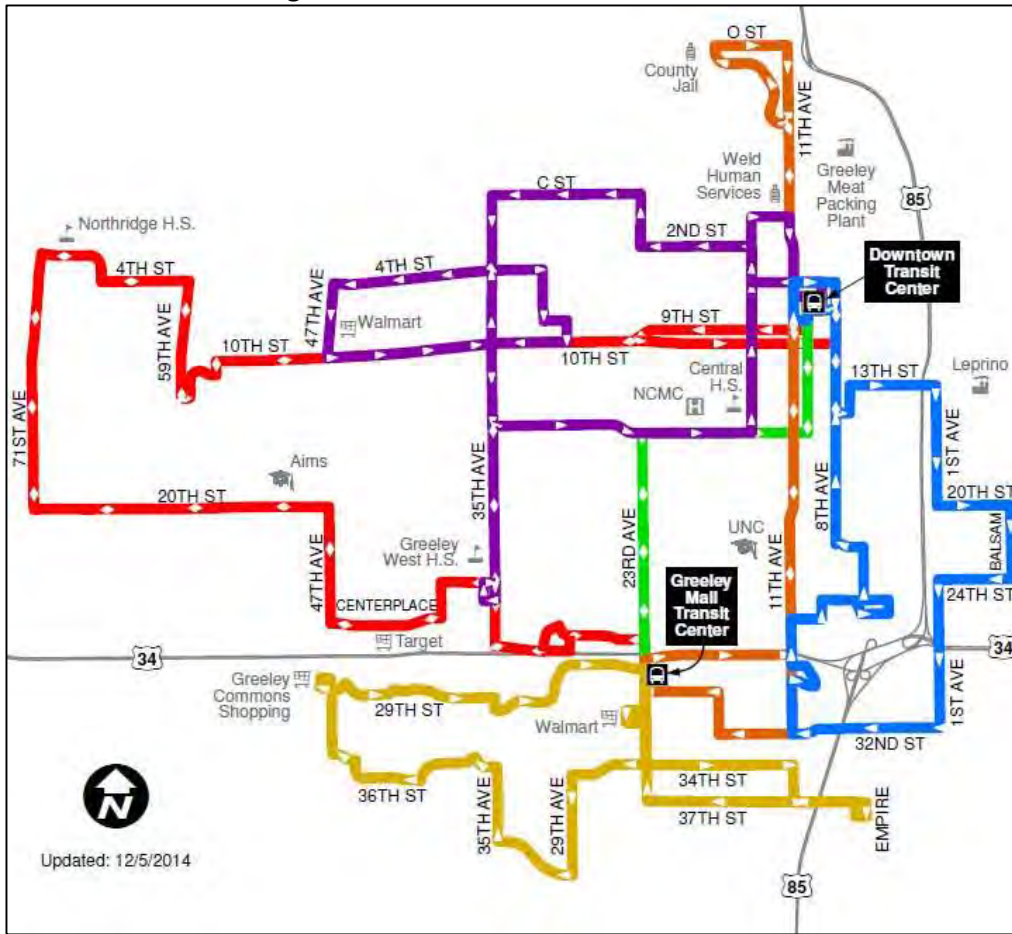 O ST
County
Jail
11TH AVE
Weld
Human
Services
Greeley
Meat
Packing
Plant
85
C ST
Northridge H.S.
2ND ST
Downtown
Transit
Center
4TH ST
4TH ST
47TH AVE
Walmart
9TH ST
59TH AVE
10TH ST
10TH ST
Central
H.S.
NCMC
13TH ST
Leprino
71ST AVE
1ST AVE
Aims
20TH ST
35TH AVE
8TH AVE
20TH ST
Greeley
West H.S.
47TH AVE
23RD AVE
UNC
11TH AVE
BALSAM
24TH ST
CENTERPLACE
Greeley
Mall
Transit
Center
Target
34
34
Greeley
Commons
Shopping
29TH ST
Walmart
32ND ST
1ST AVE
36TH ST
35TH AVE
29TH AVE
34TH ST
37TH ST
EMPIRE
N
Updated: 12/5/2014
85